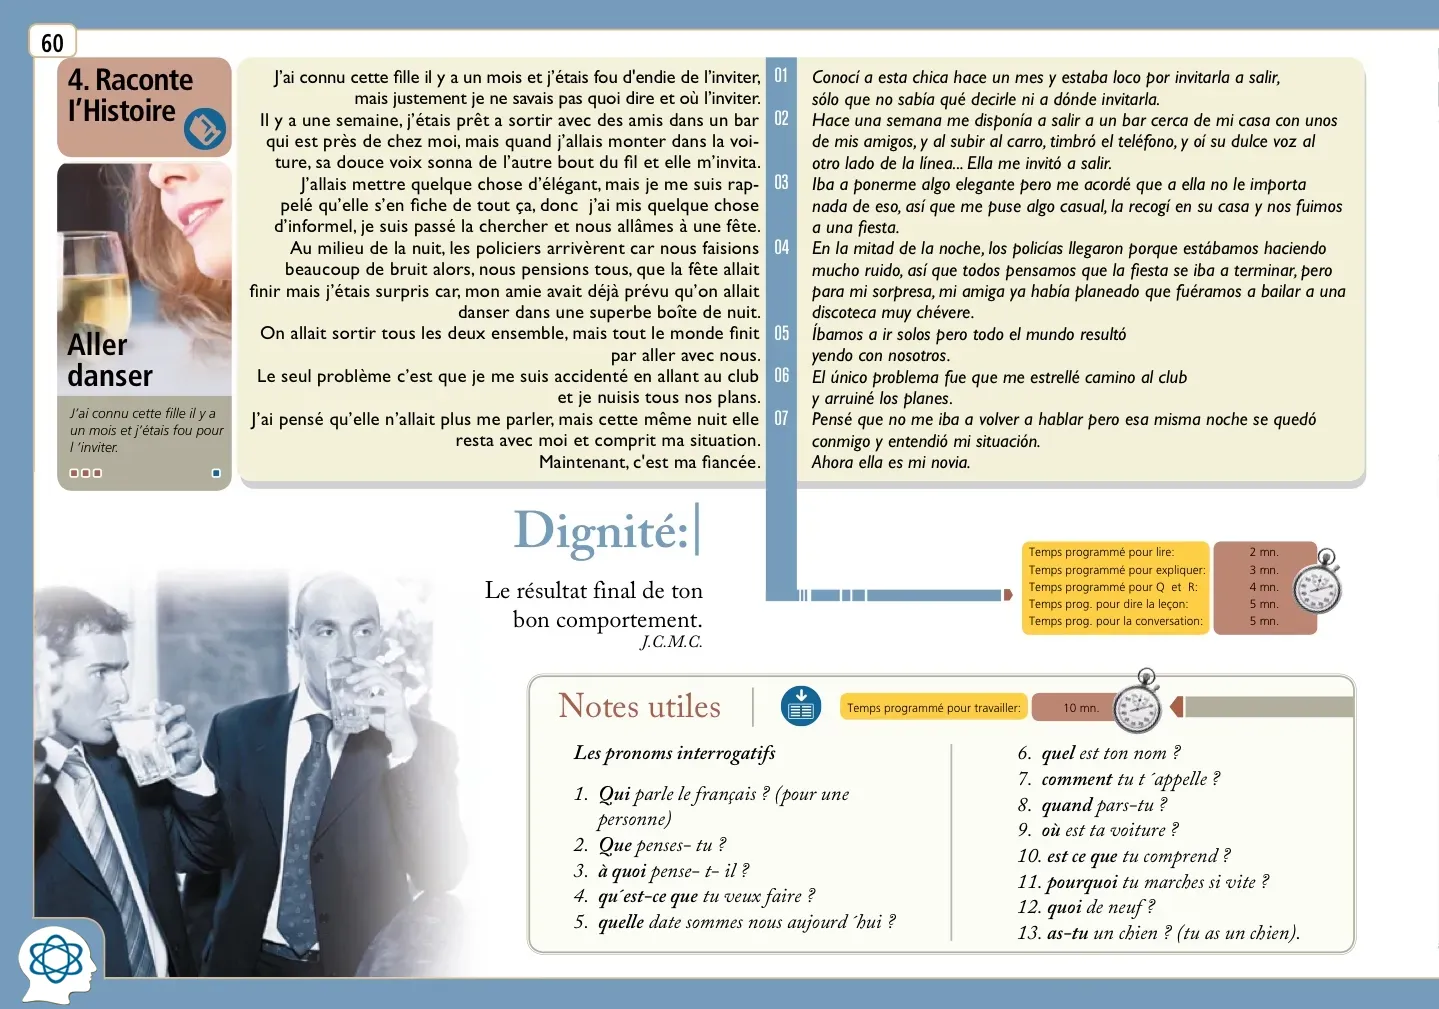 60
4. Raconte
l’Histoire
Aller
danser
J’ai connu cette fille il y a
un mois et j’étais fou pour
l ’inviter.
J’ai connu cette fille il y a un mois et j’étais fou d'endie de l’inviter,
mais justement je ne savais pas quoi dire et où l’inviter.
Il y a une semaine, j’étais prêt a sortir avec des amis dans un bar
qui est près de chez moi, mais quand j’allais monter dans la voi-
ture, sa douce voix sonna de l’autre bout du fil et elle m’invita.
J’allais mettre quelque chose d’élégant, mais je me suis rap-
pelé qu’elle s’en fiche de tout ça, donc j’ai mis quelque chose
d’informel, je suis passé la chercher et nous allâmes à une fête.
Au milieu de la nuit, les policiers arrivèrent car nous faisions
beaucoup de bruit alors, nous pensions tous, que la fête allait
finir mais j’étais surpris car, mon amie avait déjà prévu qu’on allait
danser dans une superbe boîte de nuit.
On allait sortir tous les deux ensemble, mais tout le monde finit
par aller avec nous.
Le seul problème c’est que je me suis accidenté en allant au club
et je nuisis tous nos plans.
J’ai pensé qu’elle n’allait plus me parler, mais cette même nuit elle
resta avec moi et comprit ma situation.
Maintenant, c'est ma fiancée.
01
02
03
04
05
06
07
Conocí a esta chica hace un mes y estaba loco por invitarla a salir,
sólo que no sabía qué decirle ni a dónde invitarla.
Hace una semana me disponía a salir a un bar cerca de mi casa con unos
de mis amigos, y al subir al carro, timbró el teléfono, y oí su dulce voz al
otro lado de la línea... Ella me invitó a salir.
Iba a ponerme algo elegante pero me acordé que a ella no le importa
nada de eso, así que me puse algo casual, la recogí en su casa y nos fuimos
a una fiesta.
En la mitad de la noche, los policías llegaron porque estábamos haciendo
mucho ruido, así que todos pensamos que la fiesta se iba a terminar, pero
para mi sorpresa, mi amiga ya había planeado que fuéramos a bailar a una
discoteca muy chévere.
Íbamos a ir solos pero todo el mundo resultó
yendo con nosotros.
El único problema fue que me estrellé camino al club
y arruiné los planes.
Pensé que no me iba a volver a hablar pero esa misma noche se quedó
conmigo y entendió mi situación.
Ahora ella es mi novia.
Dignité:
Le résultat final de ton
bon comportement.
J.C.M.C.
Temps programmé pour lire: 2 mn.
Temps programmé pour expliquer: 3 mn.
Temps programmé pour Q et R: 4 mn.
Temps prog. pour dire la leçon: 5 mn.
Temps prog. pour la conversation: 5 mn.
Notes utiles
Temps programmé pour travailler: 10 mn.
Les pronoms interrogatifs
1. Qui parle le français ? (pour une
personne)
2. Que penses- tu ?
3. à quoi pense- t- il ?
4. qu´est-ce que tu veux faire ?
5. quelle date sommes nous aujourd ´hui ?
6. quel est ton nom ?
7. comment tu t ´appelle ?
8. quand pars-tu ?
9. où est ta voiture ?
10. est ce que tu comprend ?
11. pourquoi tu marches si vite ?
12. quoi de neuf ?
13. as-tu un chien ? (tu as un chien).